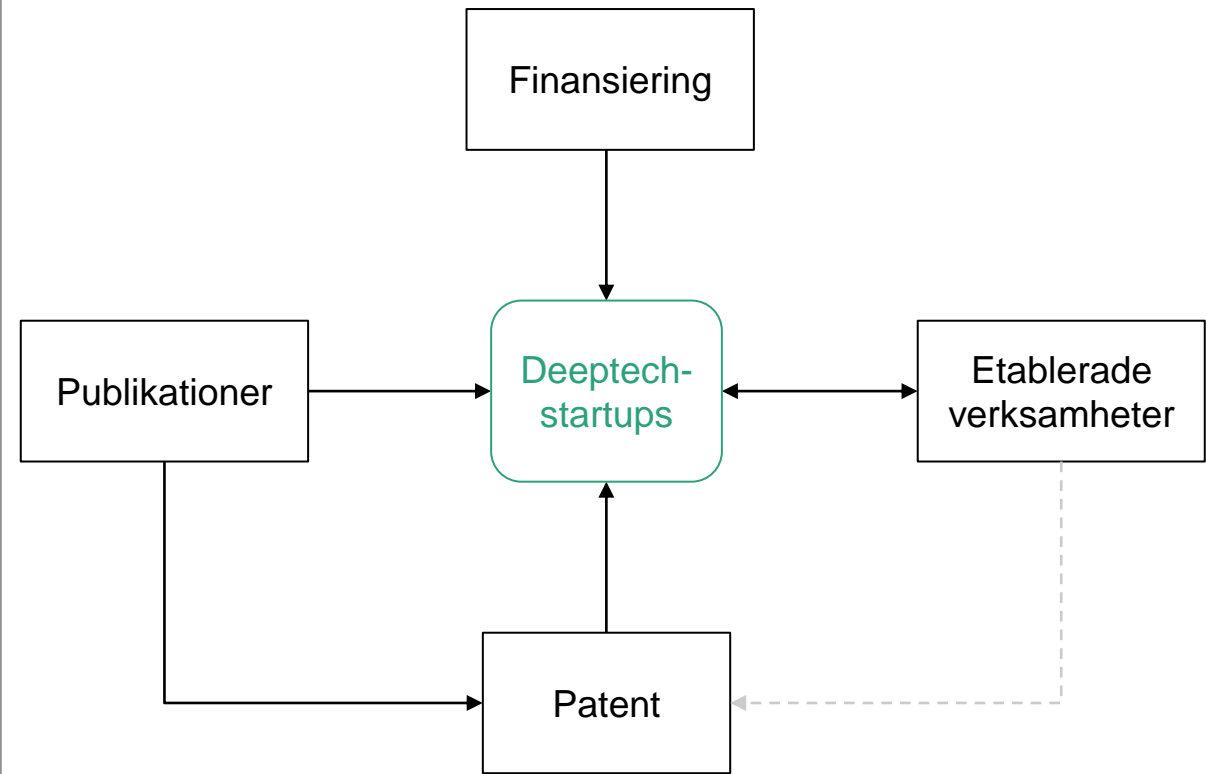 Finansiering
Publikationer
Deeptech-
startups
Etablerade
verksamheter
Patent